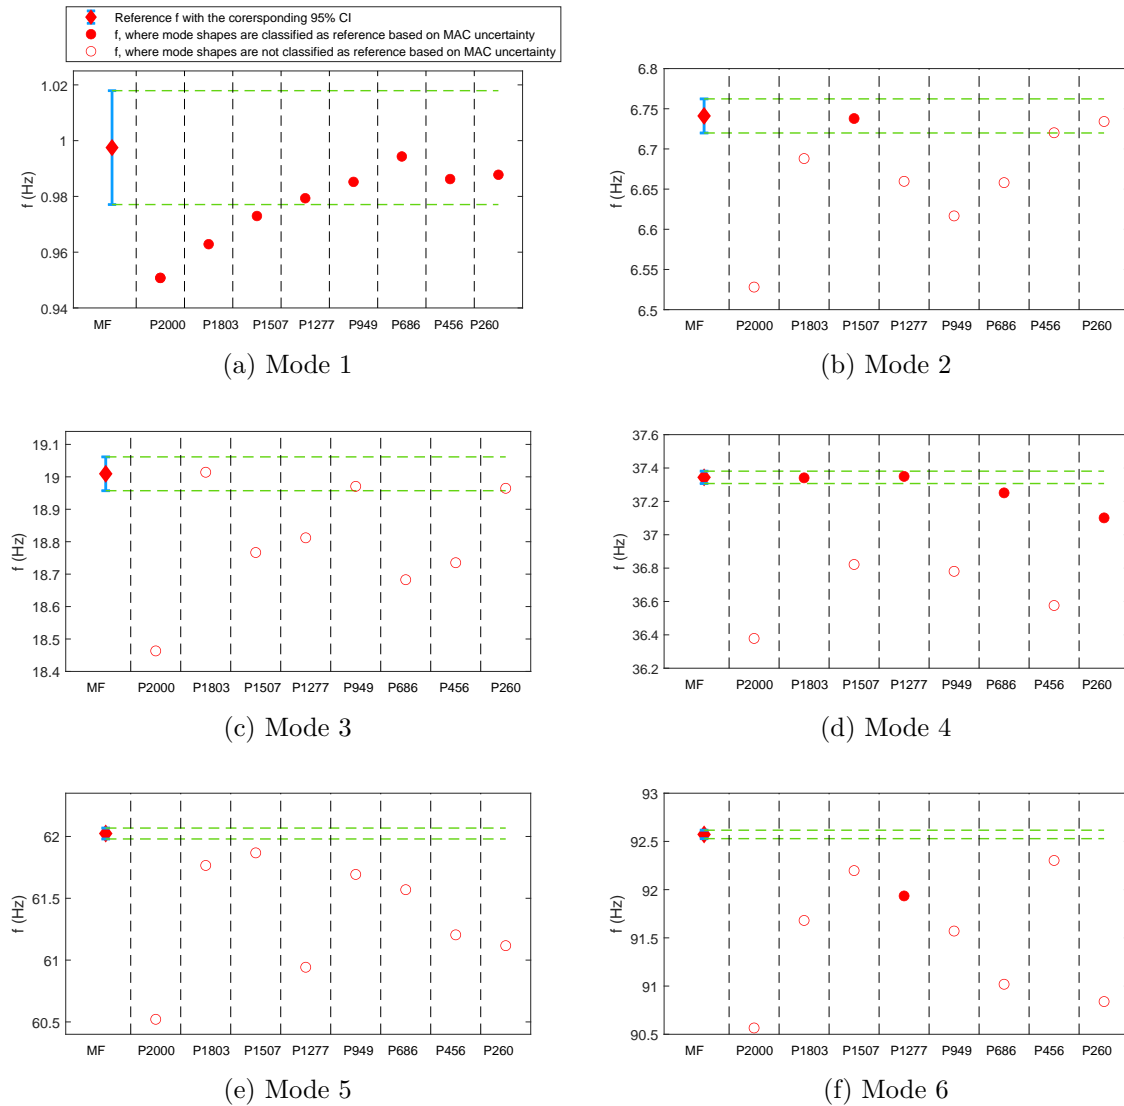 Reference f with the corersponding 95% CI
f, where mode shapes are classified as reference based on MAC uncertainty
f, where mode shapes are not classified as reference based on MAC uncertainty
f (Hz)
1.02
1
0.98
0.96
0.94
MF P2000 P1803 P1507 P1277 P949 P686 P456 P260
(a) Mode 1
f (Hz)
6.8
6.75
6.7
6.65
6.6
6.55
6.5
MF P2000 P1803 P1507 P1277 P949 P686 P456 P260
(b) Mode 2
f (Hz)
19.1
19
18.9
18.8
18.7
18.6
18.5
18.4
MF P2000 P1803 P1507 P1277 P949 P686 P456 P260
(c) Mode 3
f (Hz)
37.6
37.4
37.2
37
36.8
36.6
36.4
36.2
MF P2000 P1803 P1507 P1277 P949 P686 P456 P260
(d) Mode 4
f (Hz)
62
61.5
61
60.5
MF P2000 P1803 P1507 P1277 P949 P686 P456 P260
(e) Mode 5
f (Hz)
93
92.5
92
91.5
91
90.5
MF P2000 P1803 P1507 P1277 P949 P686 P456 P260
(f) Mode 6